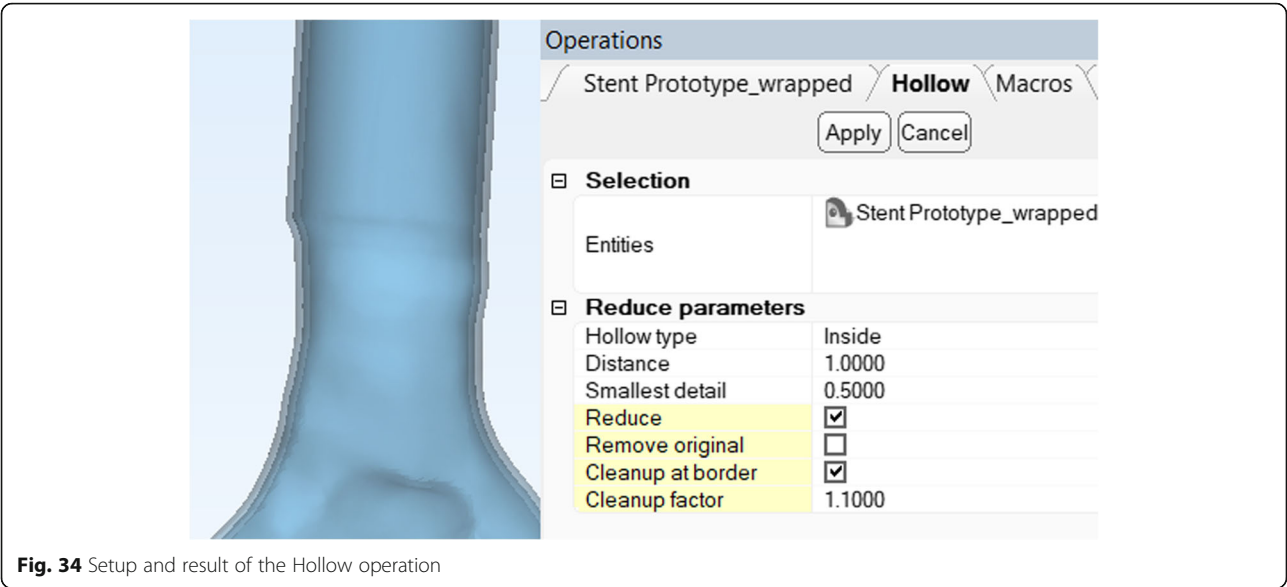 Operations
Stent Prototype_wrapped Hollow Macros
Apply Cancel
Selection
Entities Stent Prototype_wrapped
Reduce parameters
Hollow type Inside
Distance 1.0000
Smallest detail 0.5000
Reduce
Remove original
Cleanup at border
Cleanup factor 1.1000
Fig. 34 Setup and result of the Hollow operation